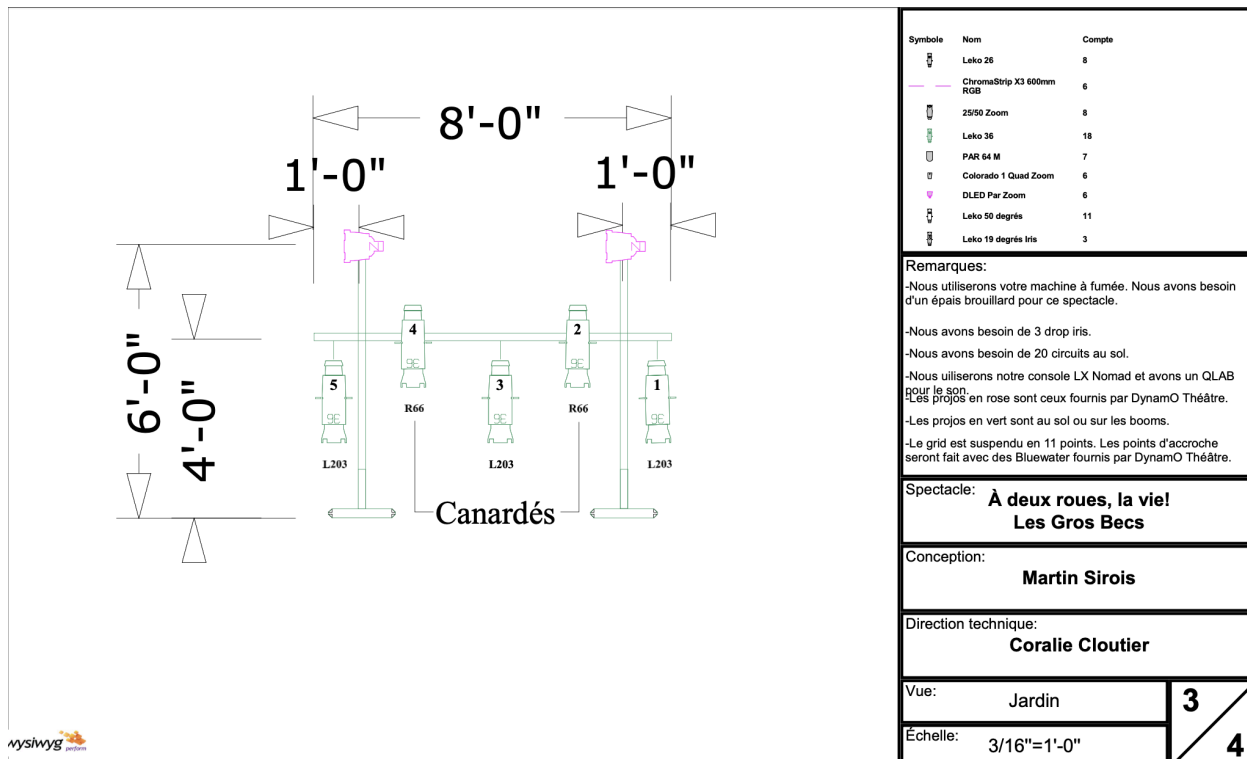 8'-0"
1'-0" 1'-0"
6'-0"
4'-0"
4 2
5 3 1
36 36
36 36 36
R66 R66
L203 L203 L203
Canardés
wysiwyg
perform
Symbole Nom Compte
Leko 26 8
ChromaStrip X3 600mm
RGB 6
25/50 Zoom 8
Leko 36 18
PAR 64 M 7
Colorado 1 Quad Zoom 6
DLED Par Zoom 6
Leko 50 degrés 11
Leko 19 degrés Iris 3
Remarques:
-Nous utiliserons votre machine à fumée. Nous avons besoin
d'un épais brouillard pour ce spectacle.
-Nous avons besoin de 3 drop iris.
-Nous avons besoin de 20 circuits au sol.
-Nous uiliserons notre console LX Nomad et avons un QLAB
pour le son.
-Les projos en rose sont ceux fournis par DynamO Théâtre.
-Les projos en vert sont au sol ou sur les booms.
-Le grid est suspendu en 11 points. Les points d'accroche
seront fait avec des Bluewater fournis par DynamO Théâtre.
Spectacle:
À deux roues, la vie!
Les Gros Becs
Conception:
Martin Sirois
Direction technique:
Coralie Cloutier
Vue:
Jardin
3
4
Échelle:
3/16"=1'-0"